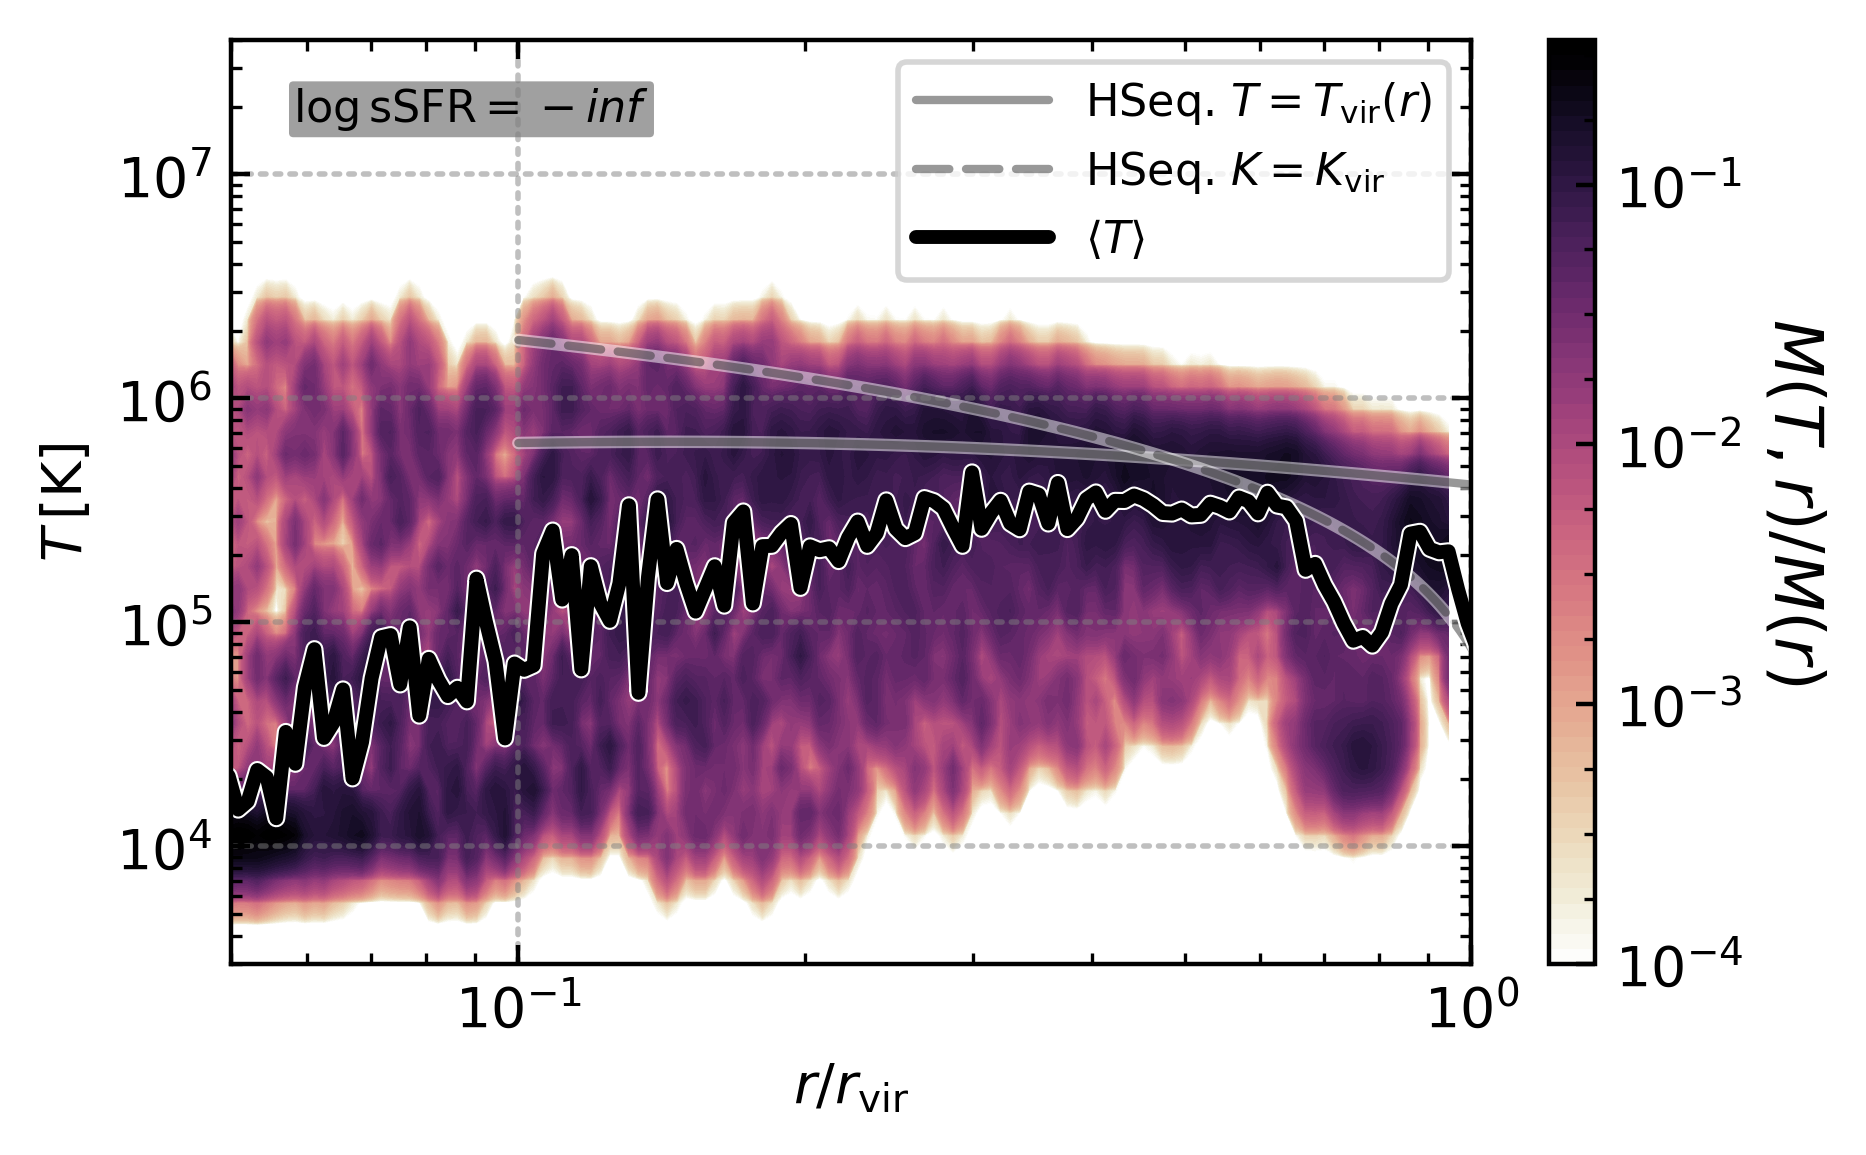 log sSFR = −inf
HSeq. T = T_vir(r)
HSeq. K = K_vir
⟨T⟩
10^7
10^6
10^5
10^4
T [K]
10^−1
10^0
r/r_vir
10^−1
10^−2
10^−3
10^−4
M(T, r)/M(r)